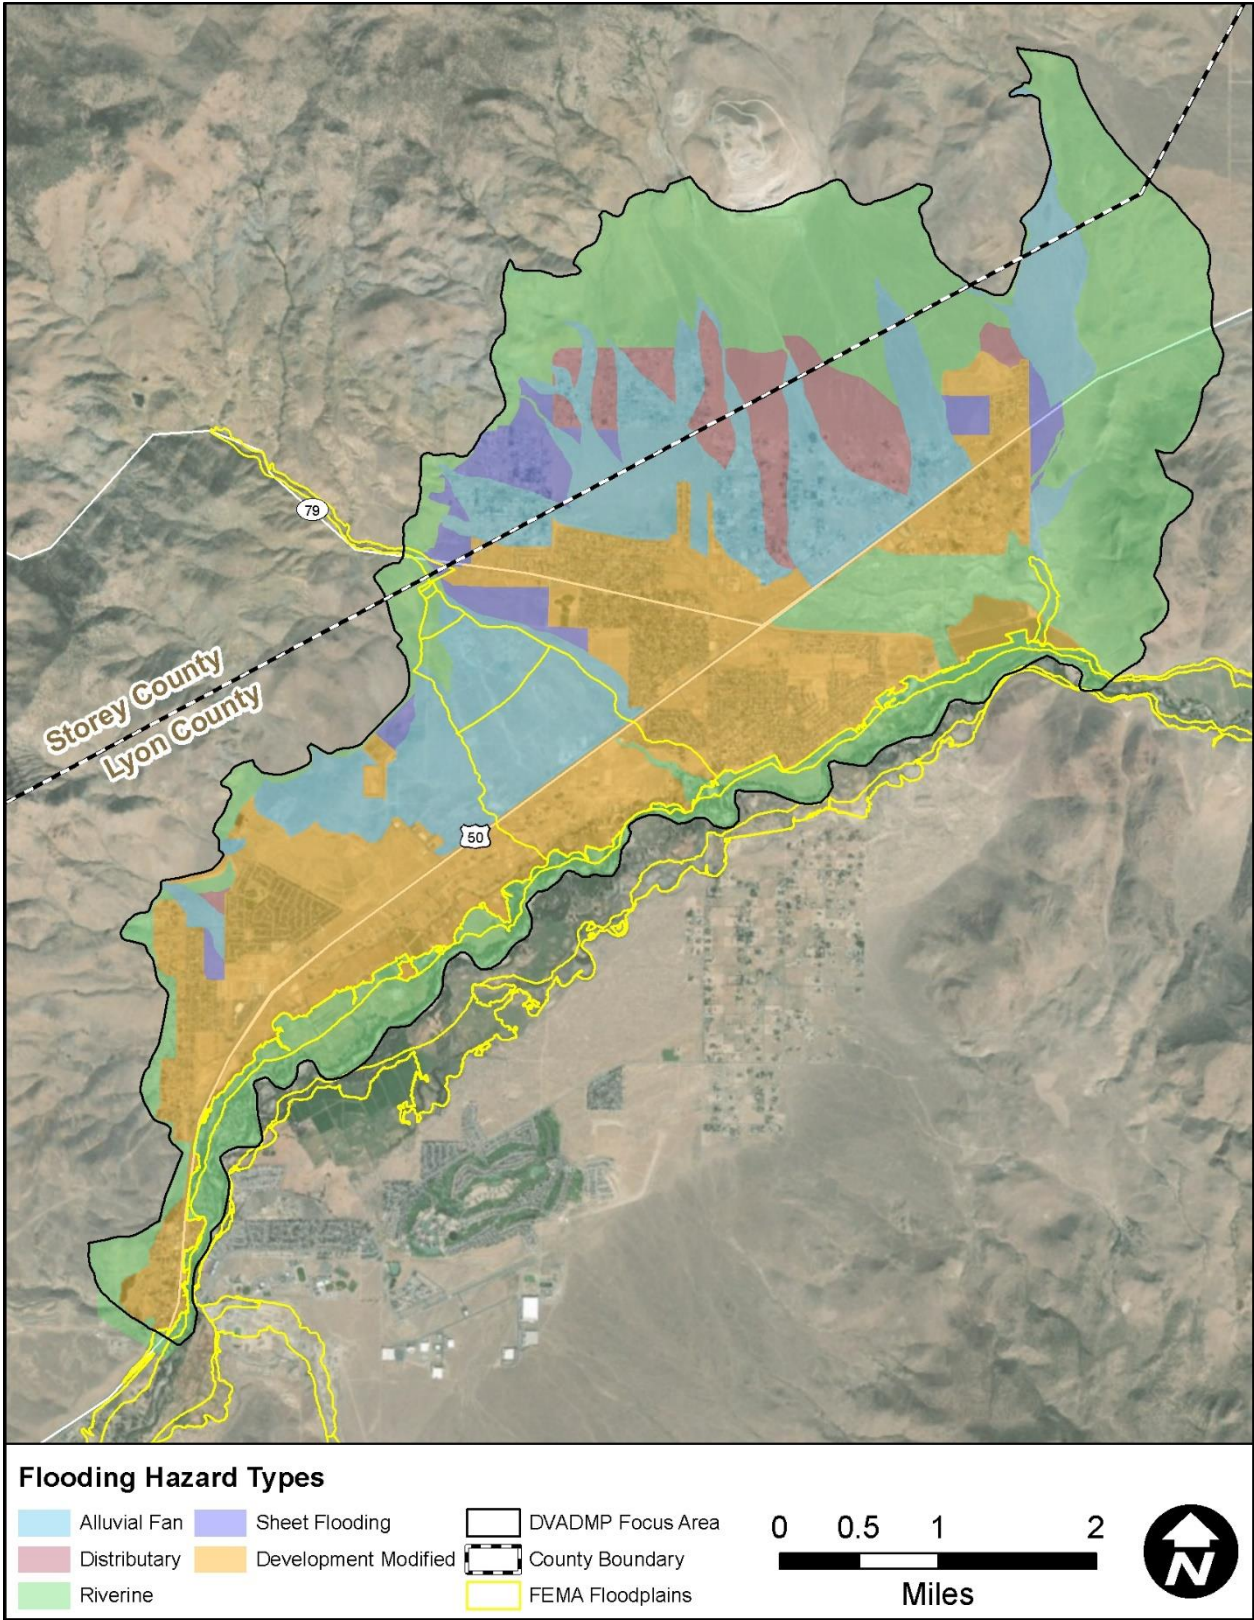 79
Storey County
Lyon County
50
Flooding Hazard Types
Alluvial Fan
Sheet Flooding
DVADMP Focus Area
Distributary
Development Modified
County Boundary
Riverine
FEMA Floodplains
0 0.5 1 2
Miles
N